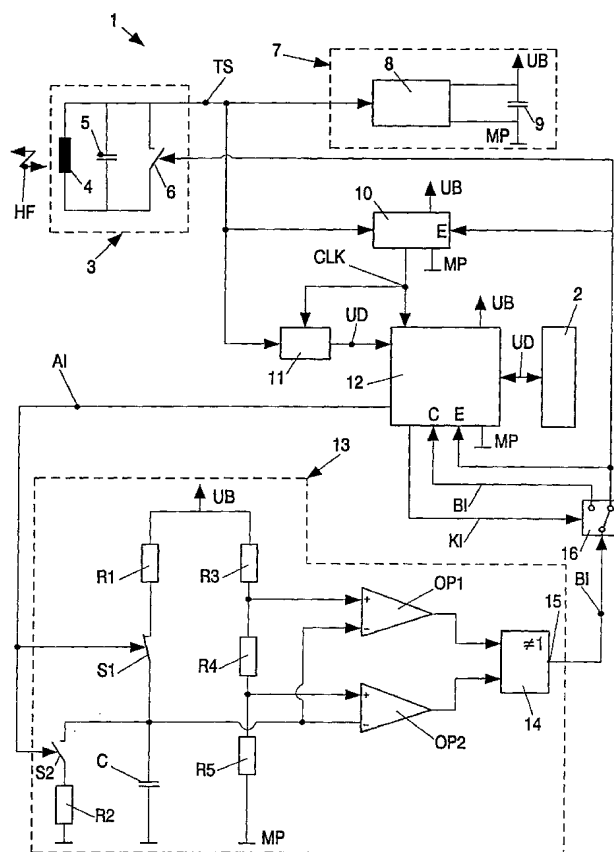 1
TS
7
8
UB
9
MP
5
4
6
HF
3
10
UB
E
MP
CLK
UB
2
11
UD
12
UD
AI
C
E
MP
13
BI
KI
16
UB
R1
R3
OP1
BI
15
+
−
S1
R4
≠1
14
+
−
OP2
S2
C
R5
R2
MP